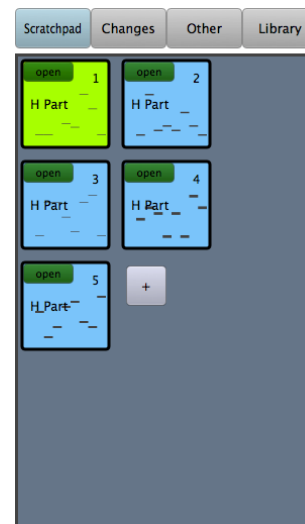 Scratchpad Changes Other Library
open 1 open 2
H Part H Part
open 3 open 4
H Part H Part
open 5
H Part +